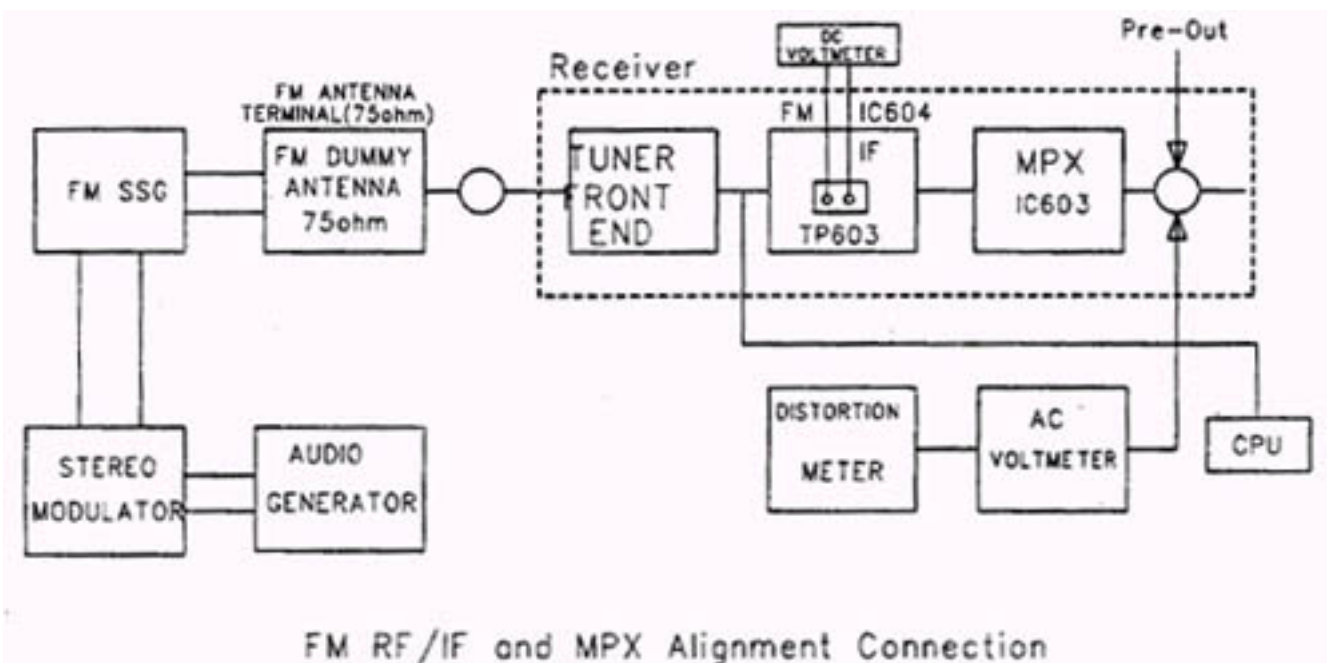 DC
VOLTMETER
Pre-Out
Receiver
FM ANTENNA
TERMINAL(75ohm)
FM SSG
FM DUMMY
ANTENNA
75ohm
TUNER
FRONT
END
FM IC604
IF
TP603
MPX
IC603
STEREO
MODULATOR
AUDIO
GENERATOR
DISTORTION
METER
AC
VOLTMETER
CPU
FM RF/IF and MPX Alignment Connection